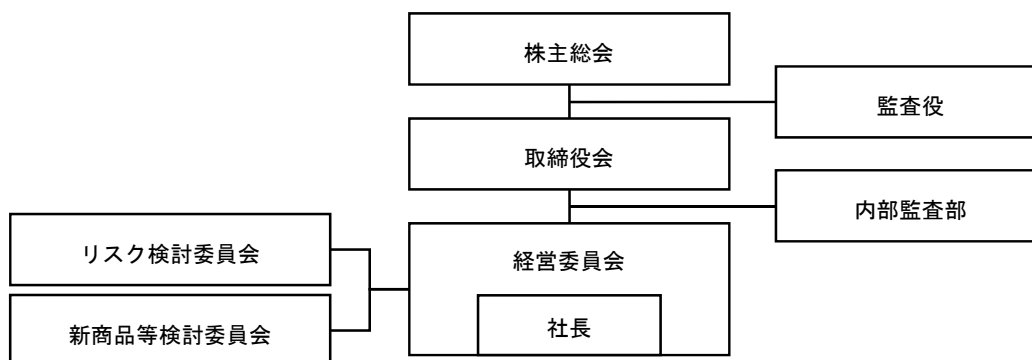 株主総会
監査役
取締役会
内部監査部
リスク検討委員会
経営委員会
新商品等検討委員会
社長